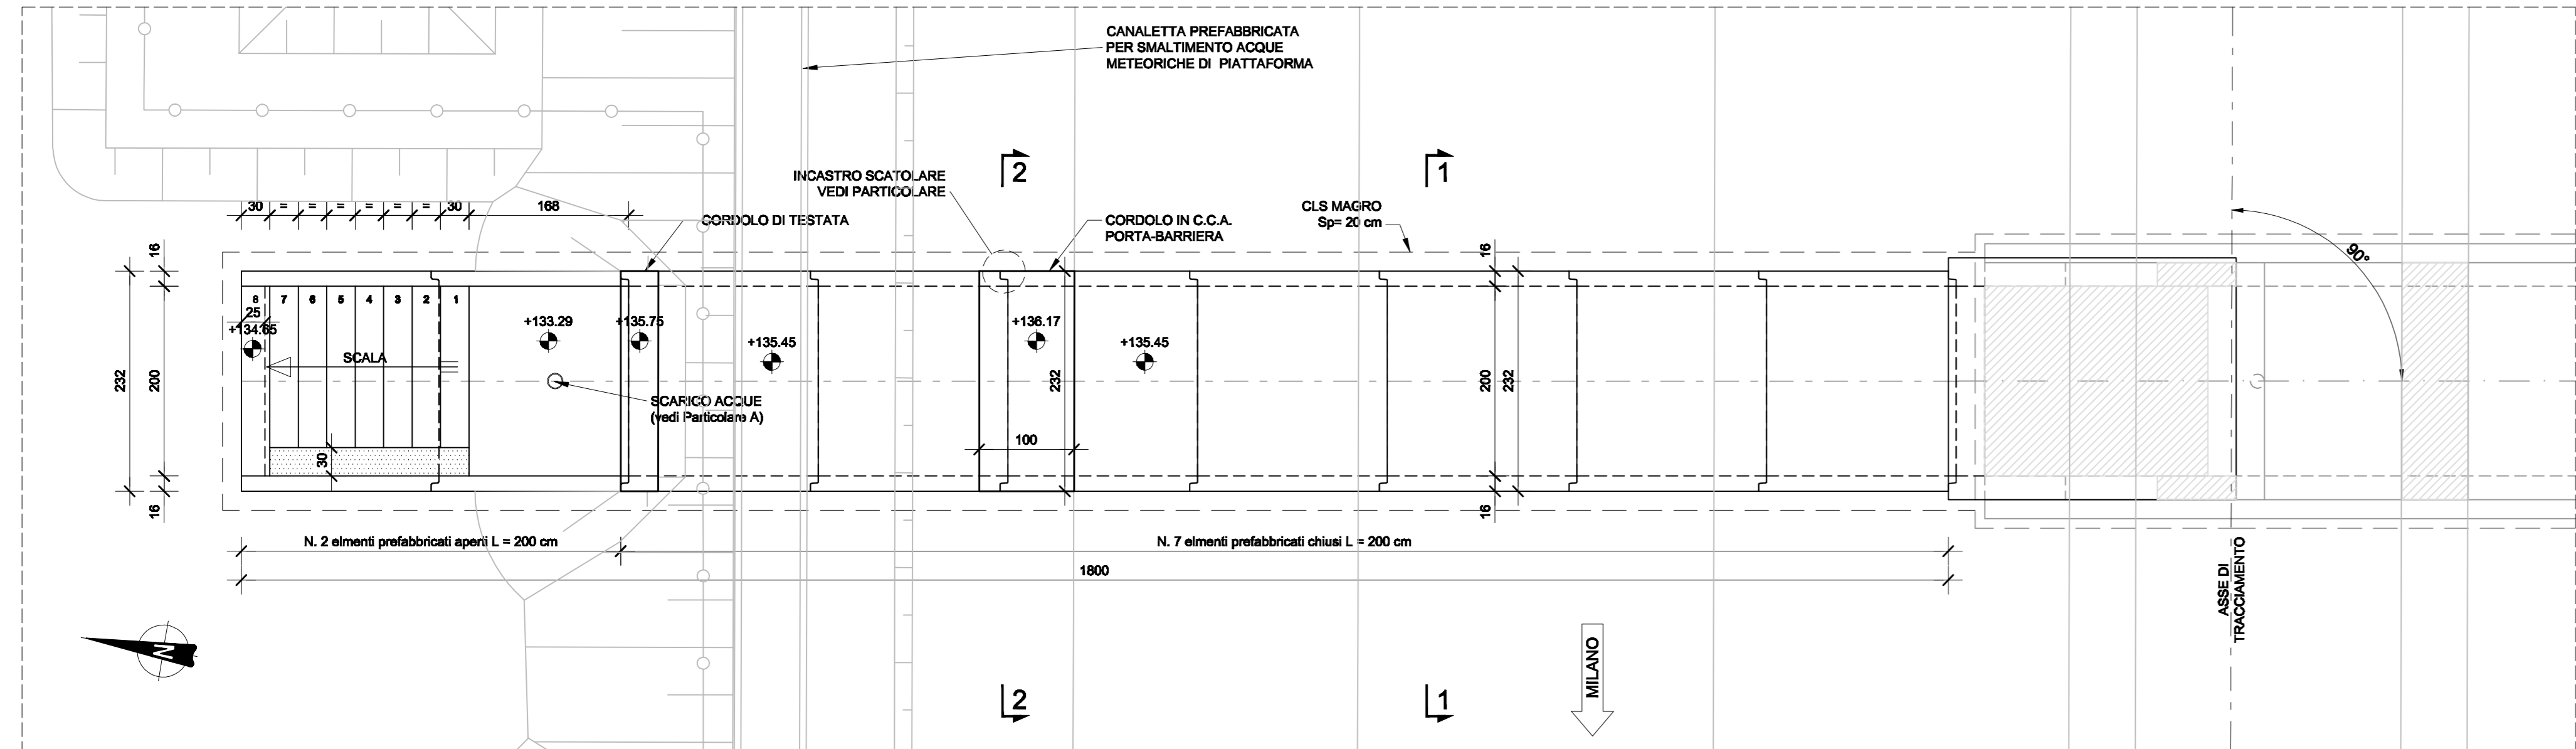 CANALETTA PREFABBRICATA
PER SMALTIMENTO ACQUE
METEORICHE DI PIATTAFORMA
2
1
INCASTRO SCATOLARE
VEDI PARTICOLARE
30 = = = = = = 30 168
CORDOLO DI TESTATA
CORDOLO IN C.C.A.
PORTA-BARRIERA
CLS MAGRO
Sp= 20 cm
90°
16
16
8 7 6 5 4 3 2 1
25
+134.65
+133.29
+135.75
+135.45
+136.17
+135.45
SCALA
232
200
232
200
232
SCARICO ACQUE
(vedi Particolare A)
100
30
16
16
N. 2 elmenti prefabbricati aperti L = 200 cm
N. 7 elmenti prefabbricati chiusi L = 200 cm
1800
ASSE DI
TRACCIAMENTO
N
MILANO
2
1